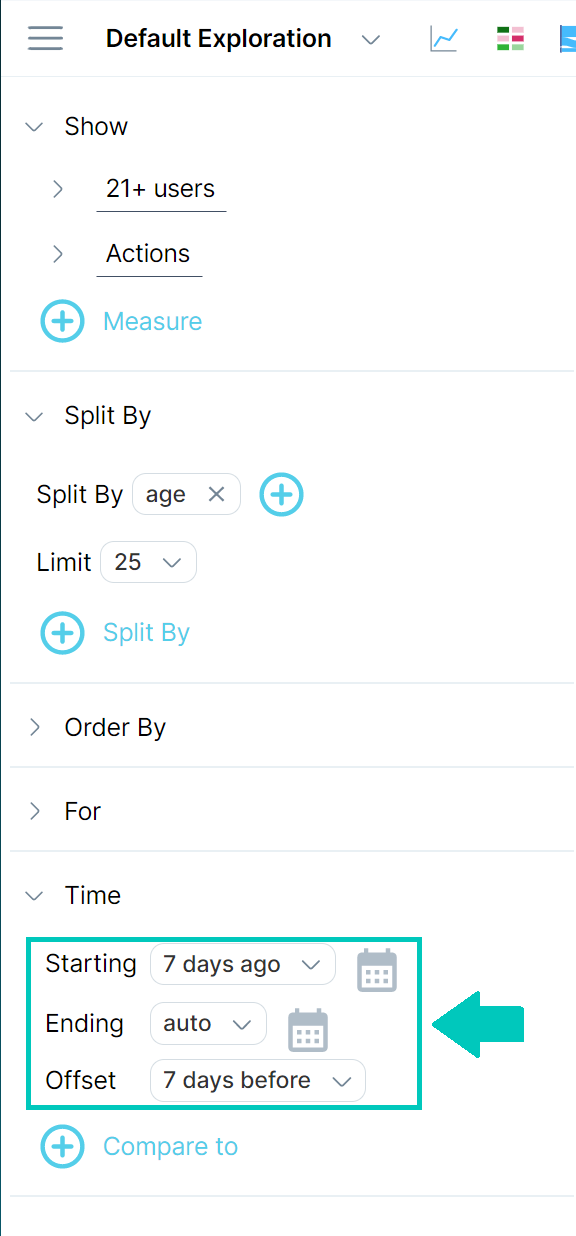 Default Exploration
Show
21+ users
Actions
Measure
Split By
Split By age
Limit 25
Split By
Order By
For
Time
Starting 7 days ago
Ending auto
Offset 7 days before
Compare to